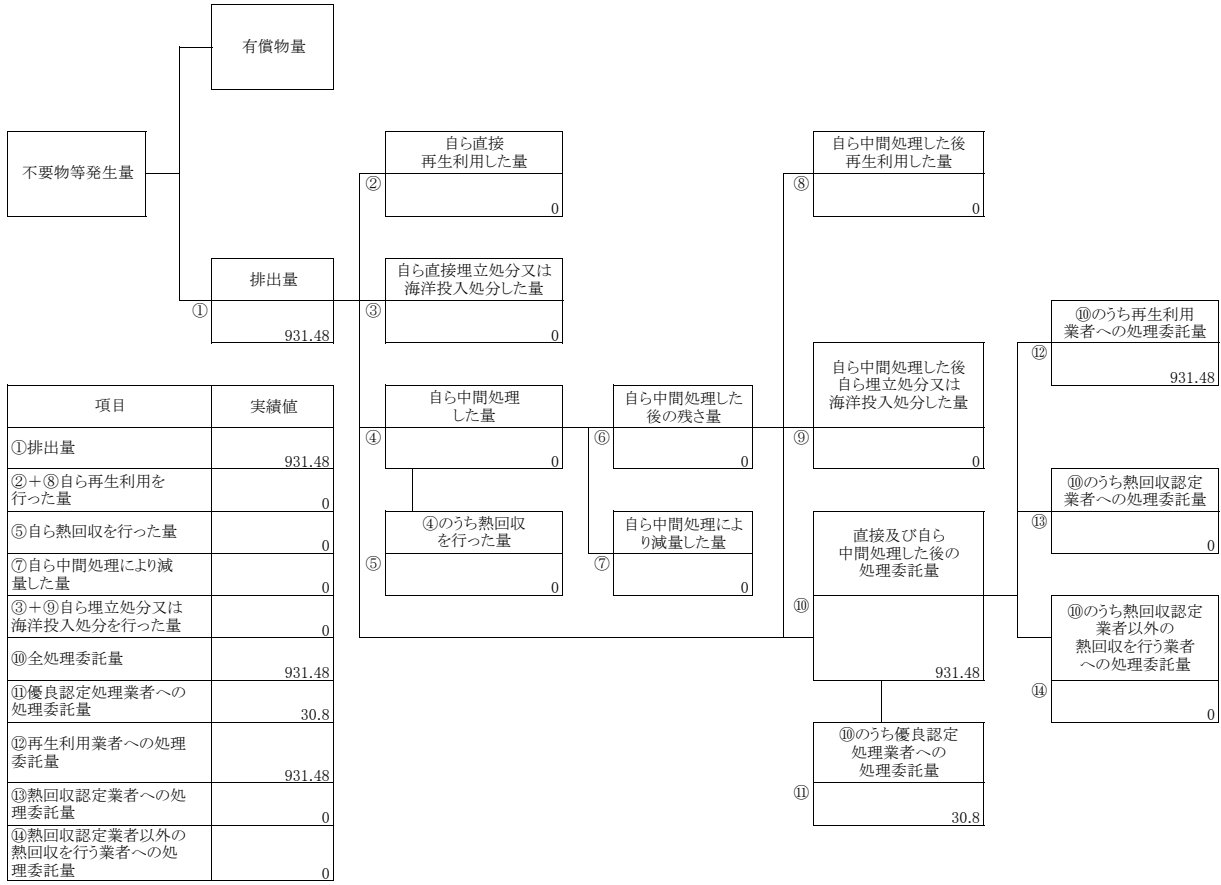 有償物量
不要物等発生量
自ら直接
再生利用した量
②
0
自ら中間処理した後
再生利用した量
⑧
0
排出量
①
931.48
自ら直接埋立処分又は
海洋投入処分した量
③
0
⑩のうち再生利用
業者への処理委託量
⑫
931.48
自ら中間処理
した量
④
0
自ら中間処理した
後の残さ量
⑥
0
自ら中間処理した後
自ら埋立処分又は
海洋投入処分した量
⑨
0
⑩のうち熱回収認定
業者への処理委託量
⑬
0
④のうち熱回収
を行った量
⑤
0
自ら中間処理によ
り減量した量
⑦
0
直接及び自ら
中間処理した後の
処理委託量
⑩
931.48
⑩のうち熱回収認定
業者以外の
熱回収を行う業者
への処理委託量
⑭
0
⑩のうち優良認定
処理業者への
処理委託量
⑪
30.8
項目 実績値
①排出量
931.48
②+⑧自ら再生利用を
行った量
0
⑤自ら熱回収を行った量
0
⑦自ら中間処理により減
量した量
0
③+⑨自ら埋立処分又は
海洋投入処分を行った量
0
⑩全処理委託量
931.48
⑪優良認定処理業者への
処理委託量
30.8
⑫再生利用業者への処理
委託量
931.48
⑬熱回収認定業者への処
理委託量
0
⑭熱回収認定業者以外の
熱回収を行う業者への処
理委託量
0